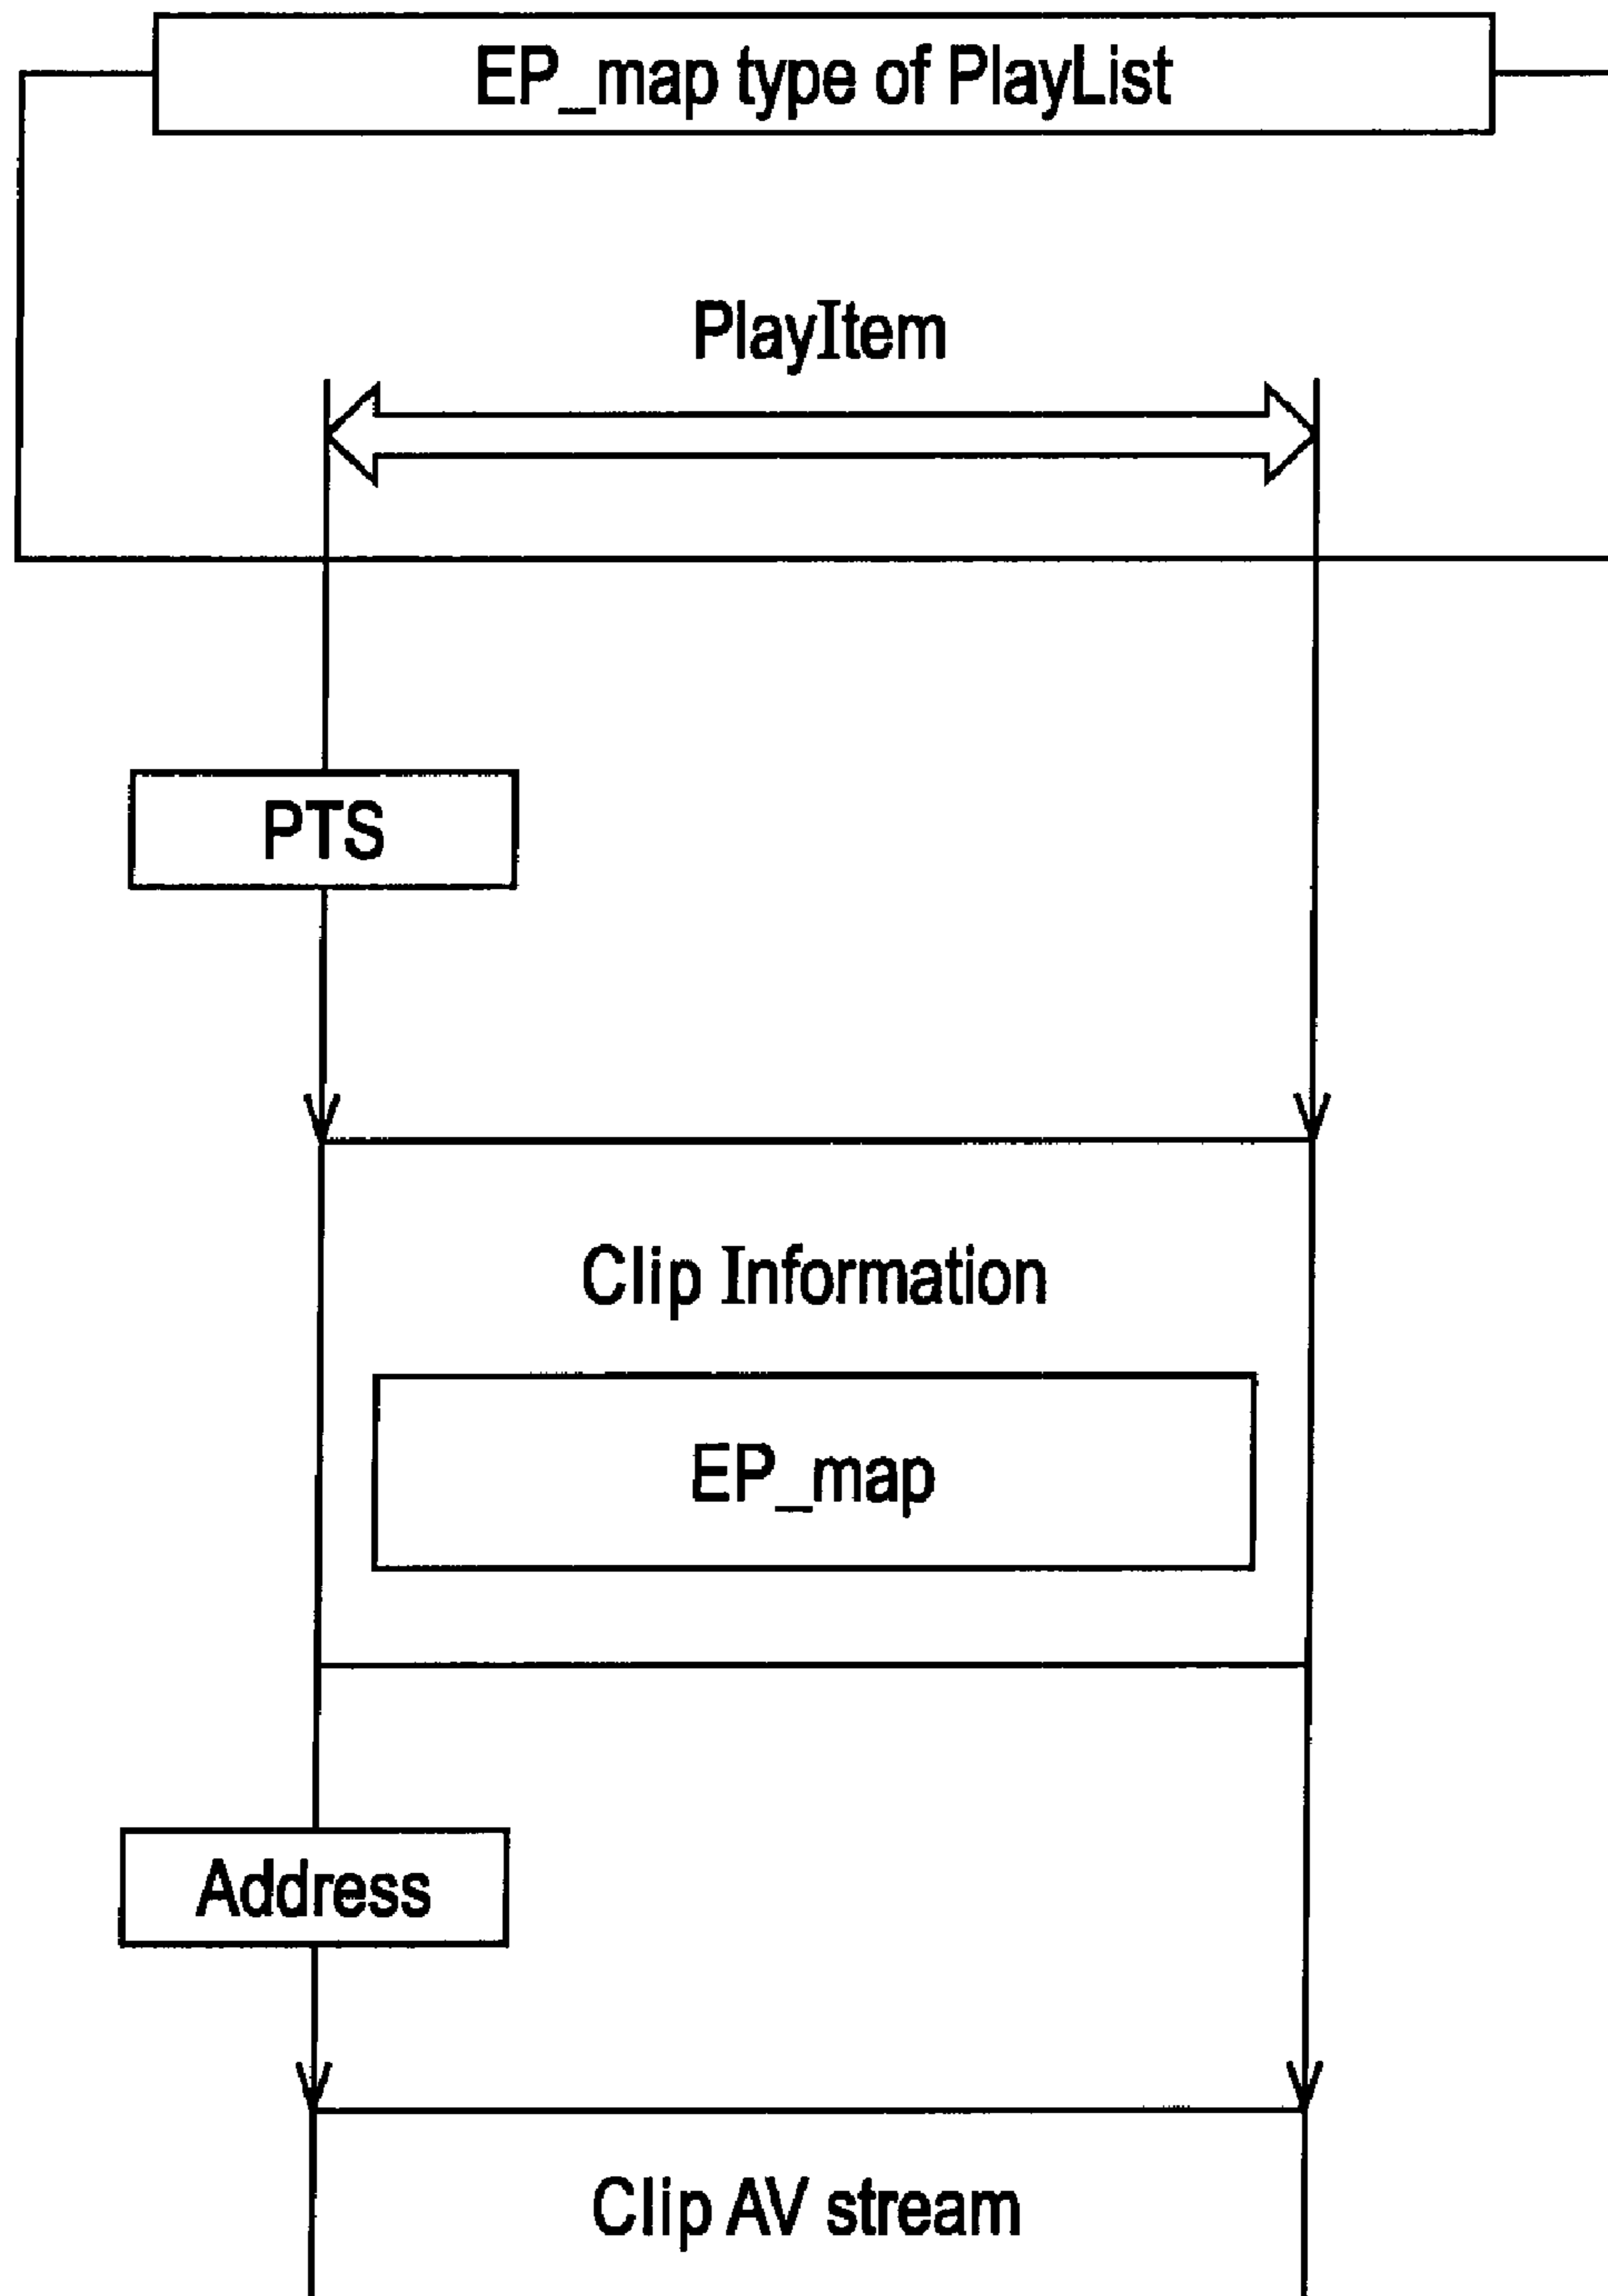 EP_map type of PlayList
PlayItem
PTS
Clip Information
EP_map
Address
Clip AV stream